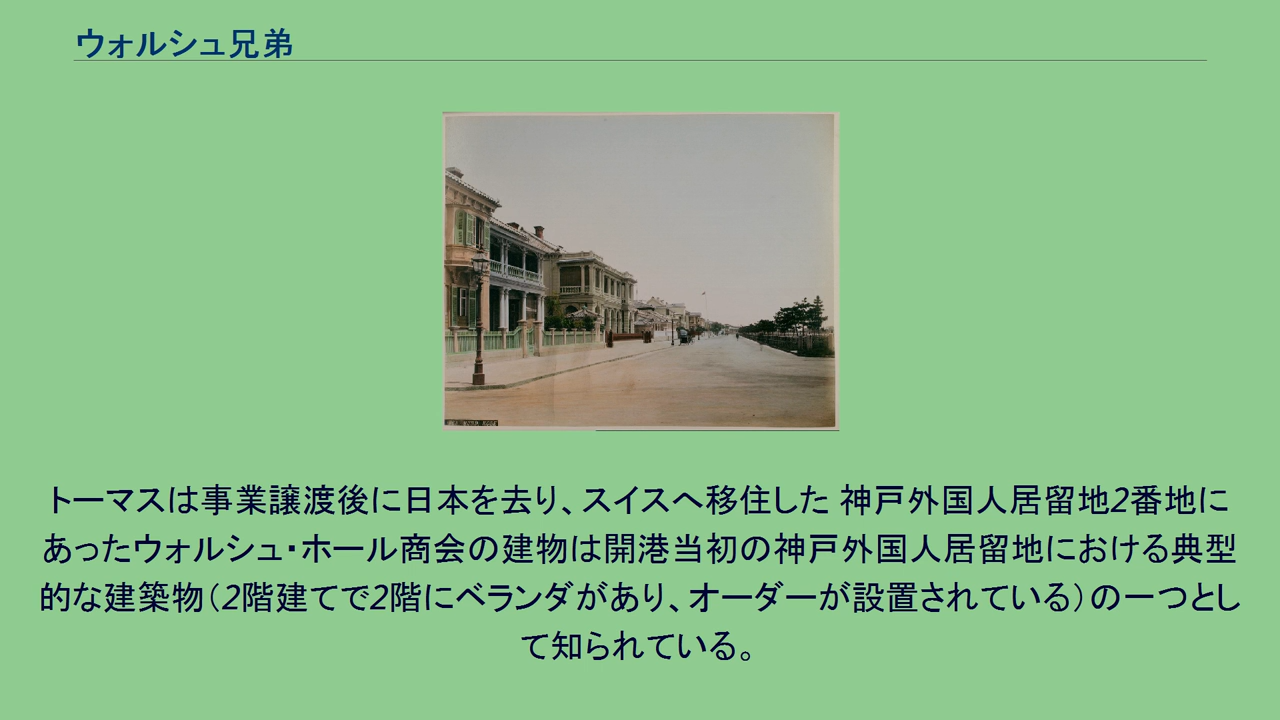 ウォルシュ兄弟
トーマスは事業譲渡後に日本を去り、スイスへ移住した 神戸外国人居留地2番地に
あったウォルシュ・ホール商会の建物は開港当初の神戸外国人居留地における典型
的な建築物（2階建てで2階にベランダがあり、オーダーが設置されている）の一つとし
て知られている。